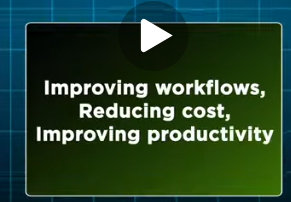 Improving workflows,
Reducing cost,
Improving productivity